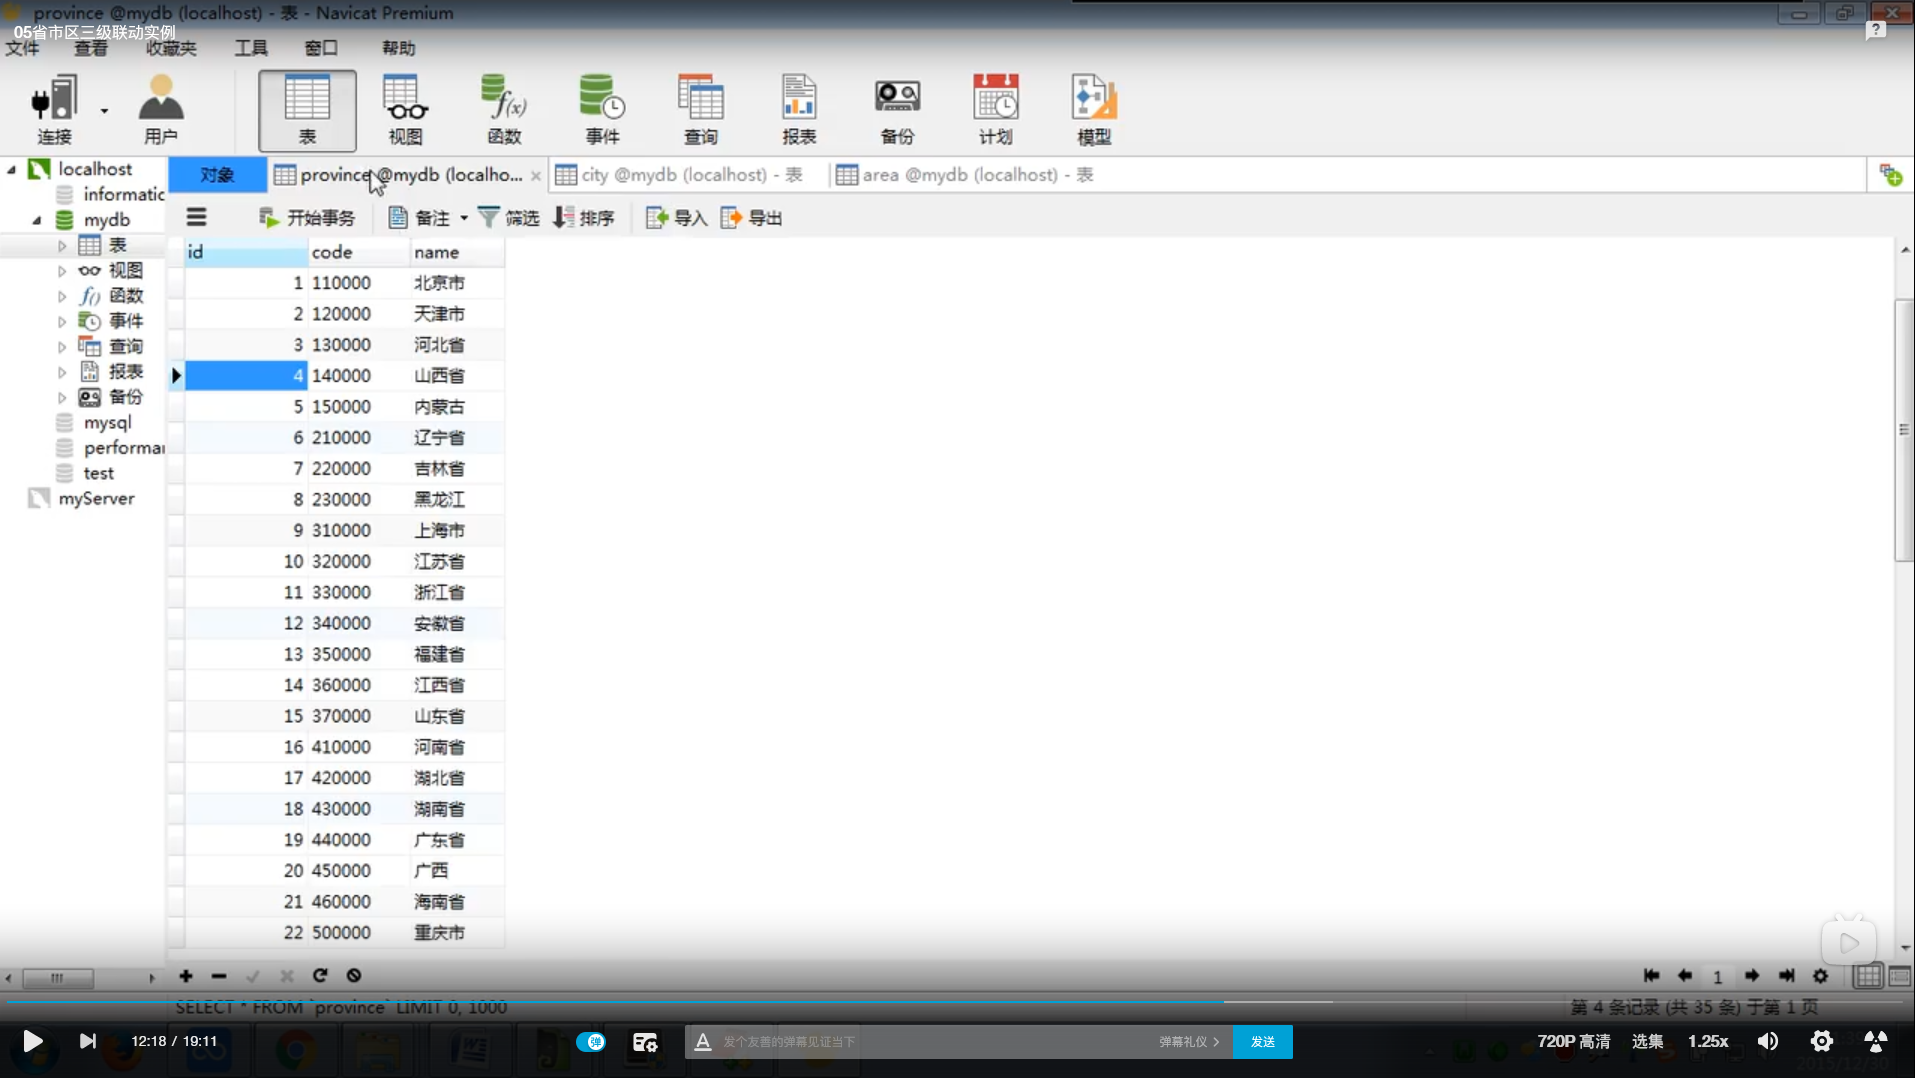 province @mydb (localhost) - 表 - Navicat Premium
05省市区三级联动实例
文件 查看 收藏夹 工具 窗口 帮助
连接 用户 表 视图 函数 事件 查询 报表 备份 计划 模型
localhost
informatic
mydb
表
视图
函数
事件
查询
报表
备份
mysql
performar
test
myServer
对象 province @mydb (localho... city @mydb (localhost) - 表 area @mydb (localhost) - 表
开始事务 备注 筛选 排序 导入 导出
id code name
1 110000 北京市
2 120000 天津市
3 130000 河北省
4 140000 山西省
5 150000 内蒙古
6 210000 辽宁省
7 220000 吉林省
8 230000 黑龙江
9 310000 上海市
10 320000 江苏省
11 330000 浙江省
12 340000 安徽省
13 350000 福建省
14 360000 江西省
15 370000 山东省
16 410000 河南省
17 420000 湖北省
18 430000 湖南省
19 440000 广东省
20 450000 广西
21 460000 海南省
22 500000 重庆市
1
SELECT * FROM `province` LIMIT 0, 1000 第 4 条记录 (共 35 条) 于第 1 页
12:18 / 19:11 弹 发个友善的弹幕见证当下 弹幕礼仪 发送 720P 高清 选集 1.25x